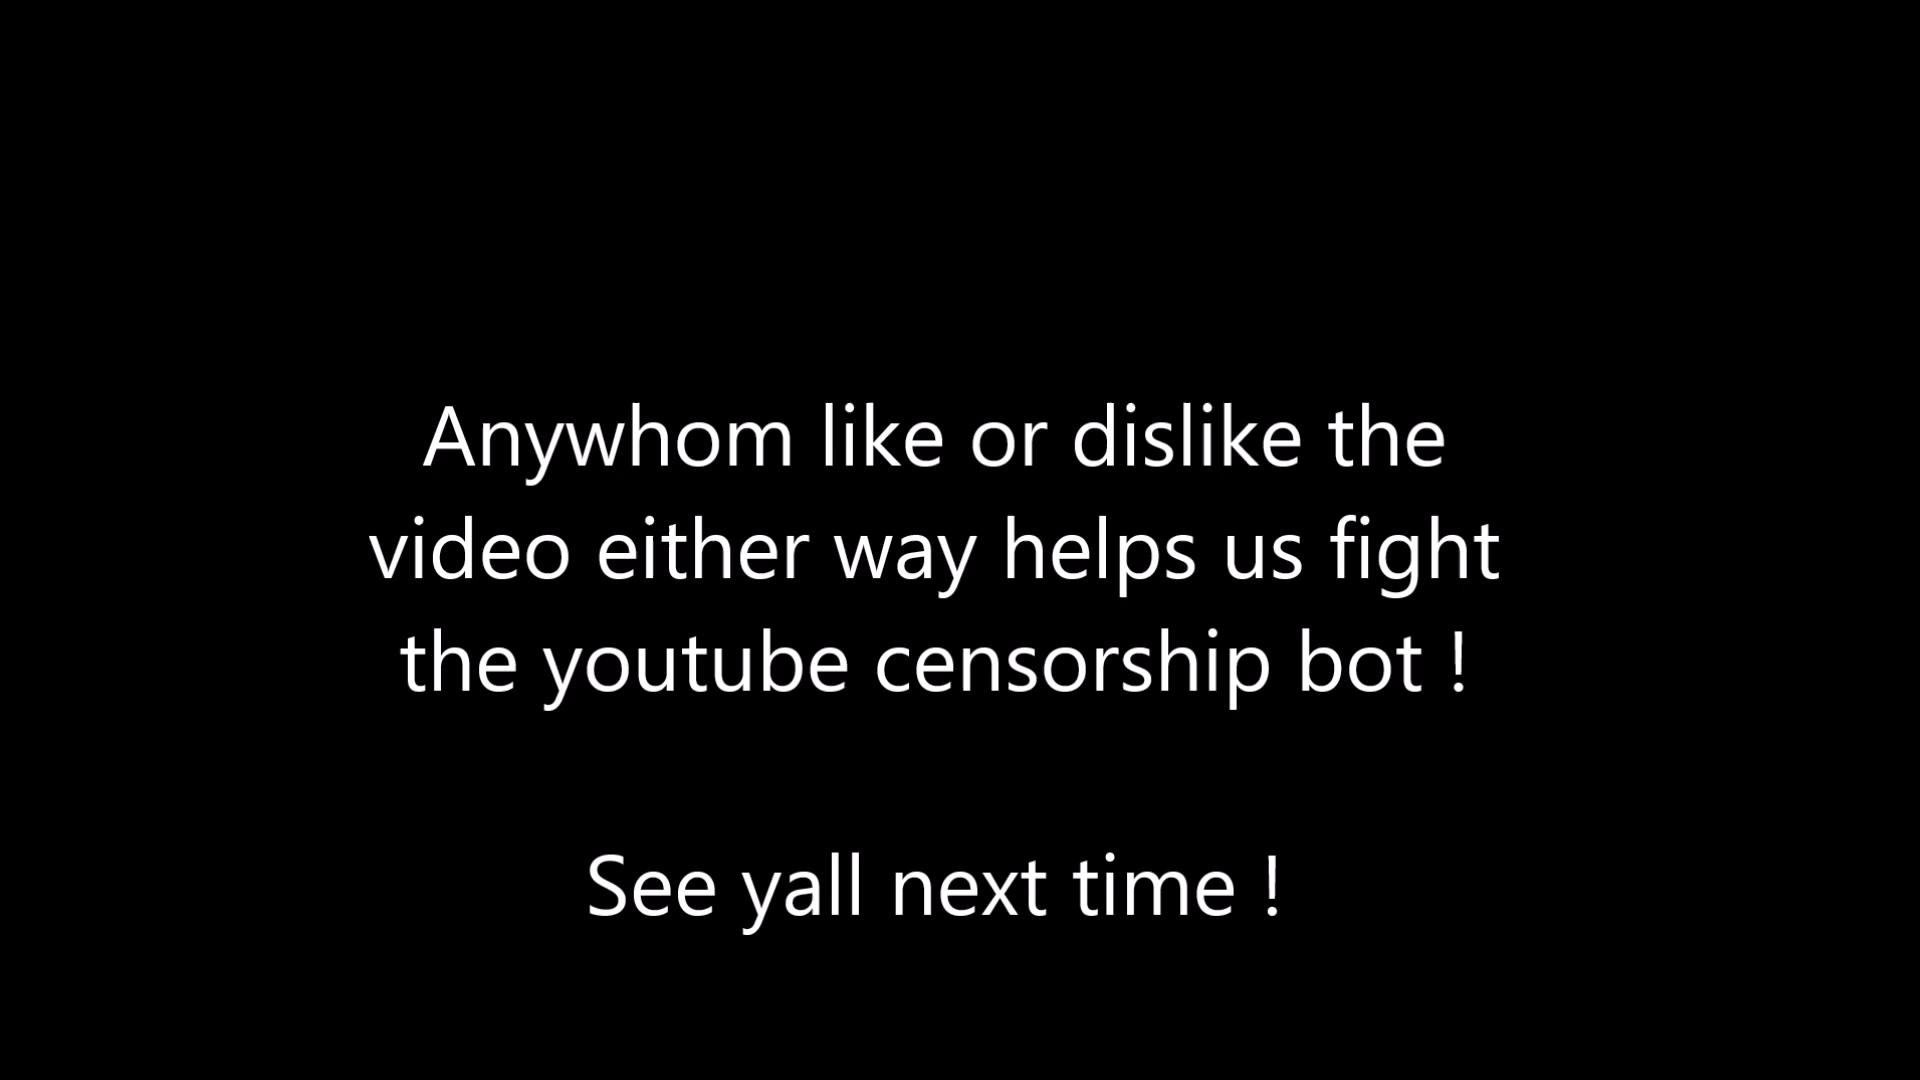 Anywhom like or dislike the
video either way helps us fight
the youtube censorship bot !
See yall next time !